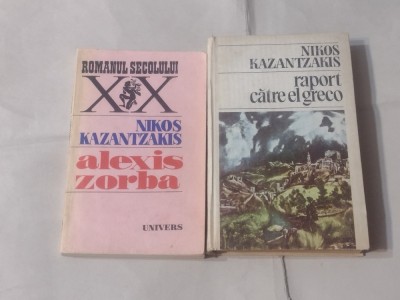 ROMANUL SECOLULUI
XX
NIKOS
KAZANTZAKIS
alexis
zorba
UNIVERS
NIKOS
KAZANTZAKIS
raport
către el greco